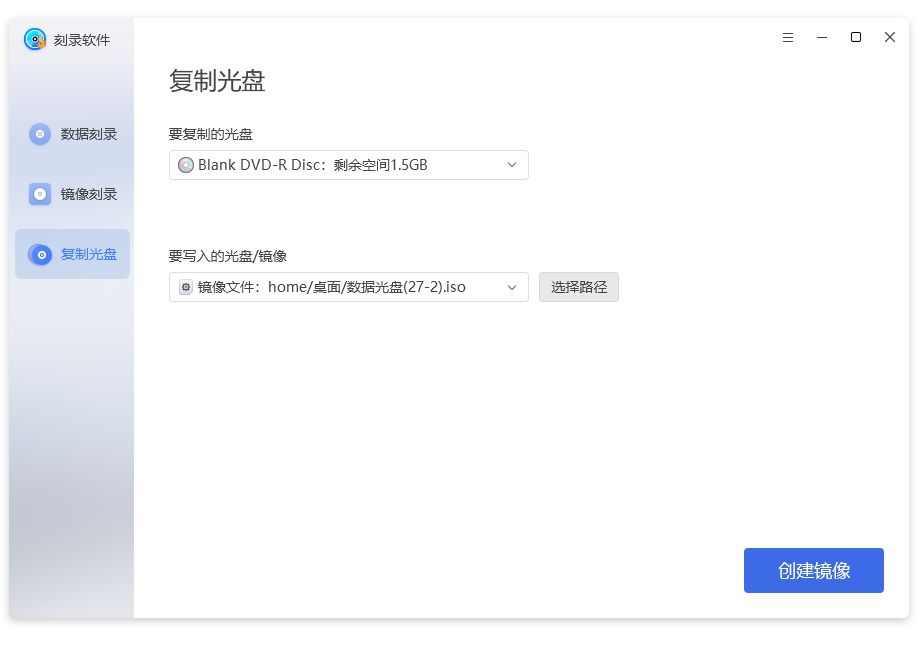 刻录软件
数据刻录
镜像刻录
复制光盘
复制光盘
要复制的光盘
Blank DVD-R Disc：剩余空间1.5GB
要写入的光盘/镜像
镜像文件：home/桌面/数据光盘(27-2).iso
选择路径
创建镜像